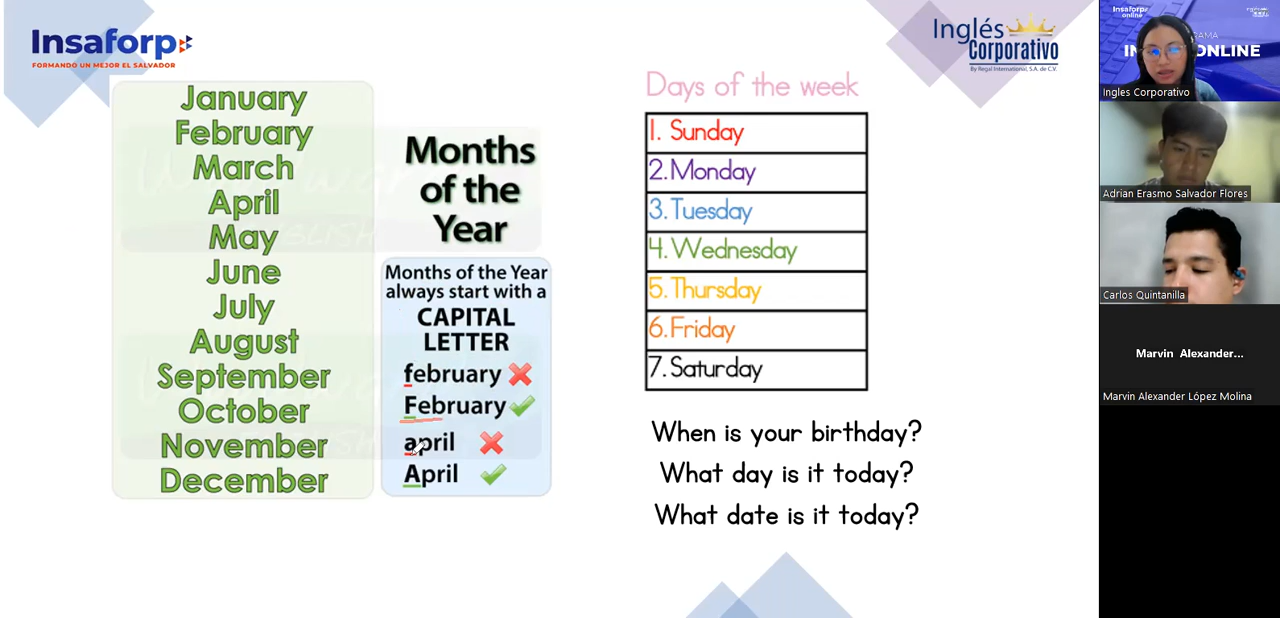 Insaforp
FORMANDO UN MEJOR EL SALVADOR
Inglés
Corporativo
By Regal International, S.A. de C.V.
January
February
March
April
May
June
July
August
September
October
November
December
Months
of the
Year
Months of the Year
always start with a
CAPITAL
LETTER
february
February
april
April
Days of the week
1. Sunday
2. Monday
3. Tuesday
4. Wednesday
5. Thursday
6. Friday
7. Saturday
When is your birthday?
What day is it today?
What date is it today?
Insaforp
online
ONLINE
Ingles Corporativo
Adrian Erasmo Salvador Flores
Carlos Quintanilla
Marvin Alexander...
Marvin Alexander López Molina